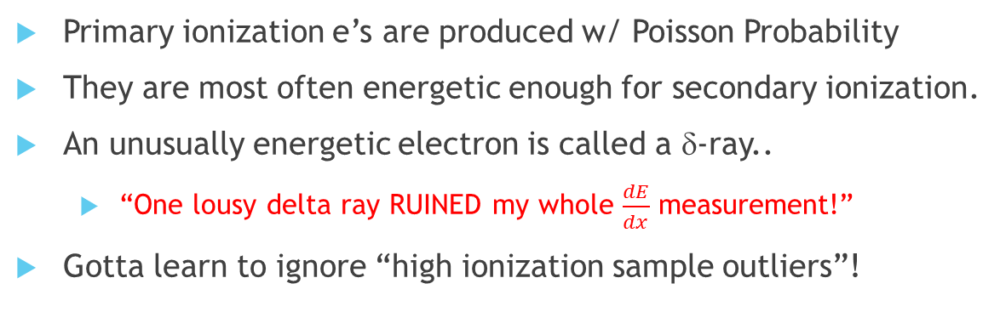 Primary ionization e’s are produced w/ Poisson Probability
They are most often energetic enough for secondary ionization.
An unusually energetic electron is called a δ-ray..
“One lousy delta ray RUINED my whole dE/dx measurement!”
Gotta learn to ignore “high ionization sample outliers”!